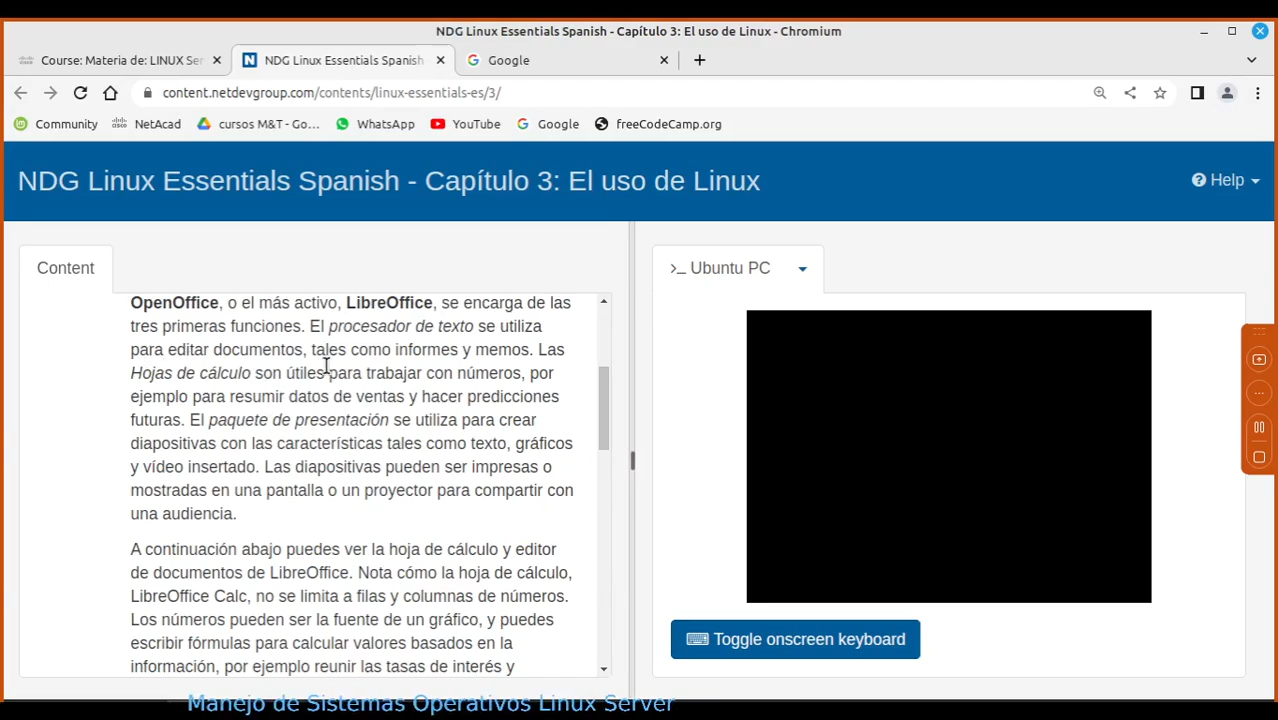 NDG Linux Essentials Spanish - Capítulo 3: El uso de Linux - Chromium
Course: Materia de: LINUX Ser
NDG Linux Essentials Spanish
Google
content.netdevgroup.com/contents/linux-essentials-es/3/
Community
NetAcad
cursos M&T - Go...
WhatsApp
YouTube
Google
freeCodeCamp.org
NDG Linux Essentials Spanish - Capítulo 3: El uso de Linux
Help
Content
OpenOffice, o el más activo, LibreOffice, se encarga de las
tres primeras funciones. El procesador de texto se utiliza
para editar documentos, tales como informes y memos. Las
Hojas de cálculo son útiles para trabajar con números, por
ejemplo para resumir datos de ventas y hacer predicciones
futuras. El paquete de presentación se utiliza para crear
diapositivas con las características tales como texto, gráficos
y vídeo insertado. Las diapositivas pueden ser impresas o
mostradas en una pantalla o un proyector para compartir con
una audiencia.
A continuación abajo puedes ver la hoja de cálculo y editor
de documentos de LibreOffice. Nota cómo la hoja de cálculo,
LibreOffice Calc, no se limita a filas y columnas de números.
Los números pueden ser la fuente de un gráfico, y puedes
escribir fórmulas para calcular valores basados en la
información, por ejemplo reunir las tasas de interés y
>_ Ubuntu PC
Toggle onscreen keyboard
Manejo de Sistemas Operativos Linux Server